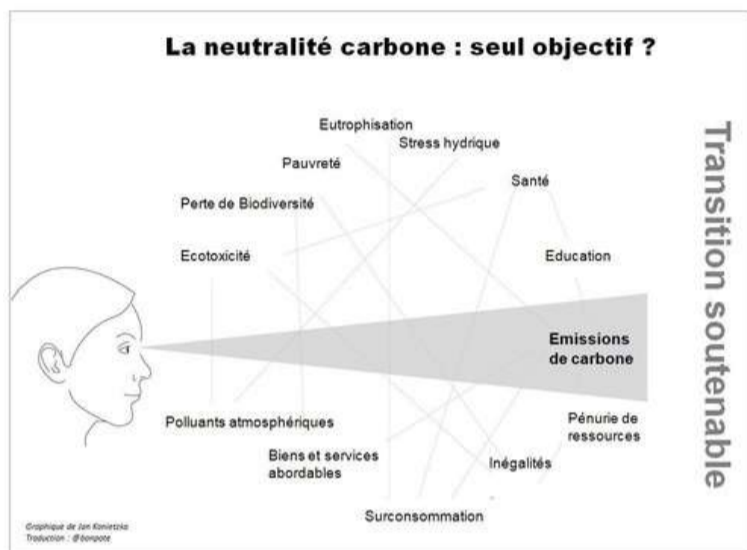 La neutralité carbone : seul objectif ?
Eutrophisation
Stress hydrique
Pauvreté
Santé
Perte de Biodiversité
Ecotoxicité
Education
Emissions
de carbone
Polluants atmosphériques
Pénurie de
ressources
Biens et services
abordables
Inégalités
Surconsommation
Transition soutenable
Graphique de Jan Konietzko
Traduction : @bonpote